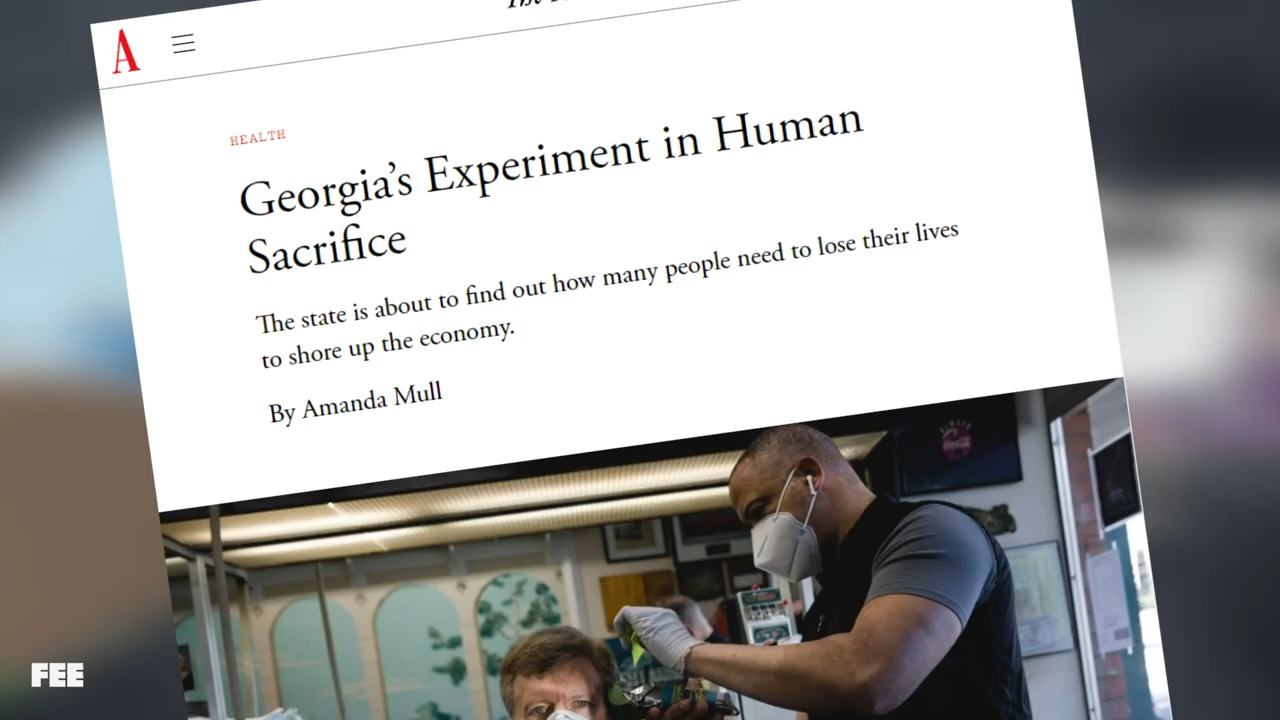 A
HEALTH
Georgia’s Experiment in Human
Sacrifice
The state is about to find out how many people need to lose their lives
to shore up the economy.
By Amanda Mull
FEE